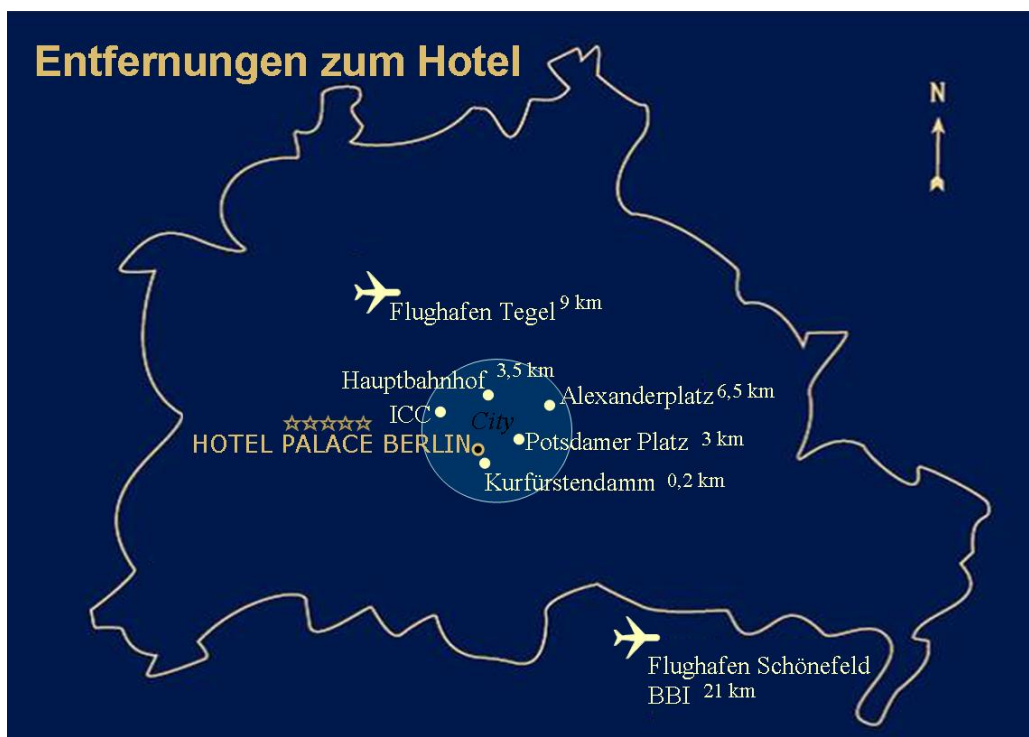 Entfernungen zum Hotel
N
Flughafen Tegel 9 km
Hauptbahnhof 3,5 km
Alexanderplatz 6,5 km
ICC
City
HOTEL PALACE BERLIN
Potsdamer Platz 3 km
Kurfürstendamm 0,2 km
Flughafen Schönefeld
BBI 21 km